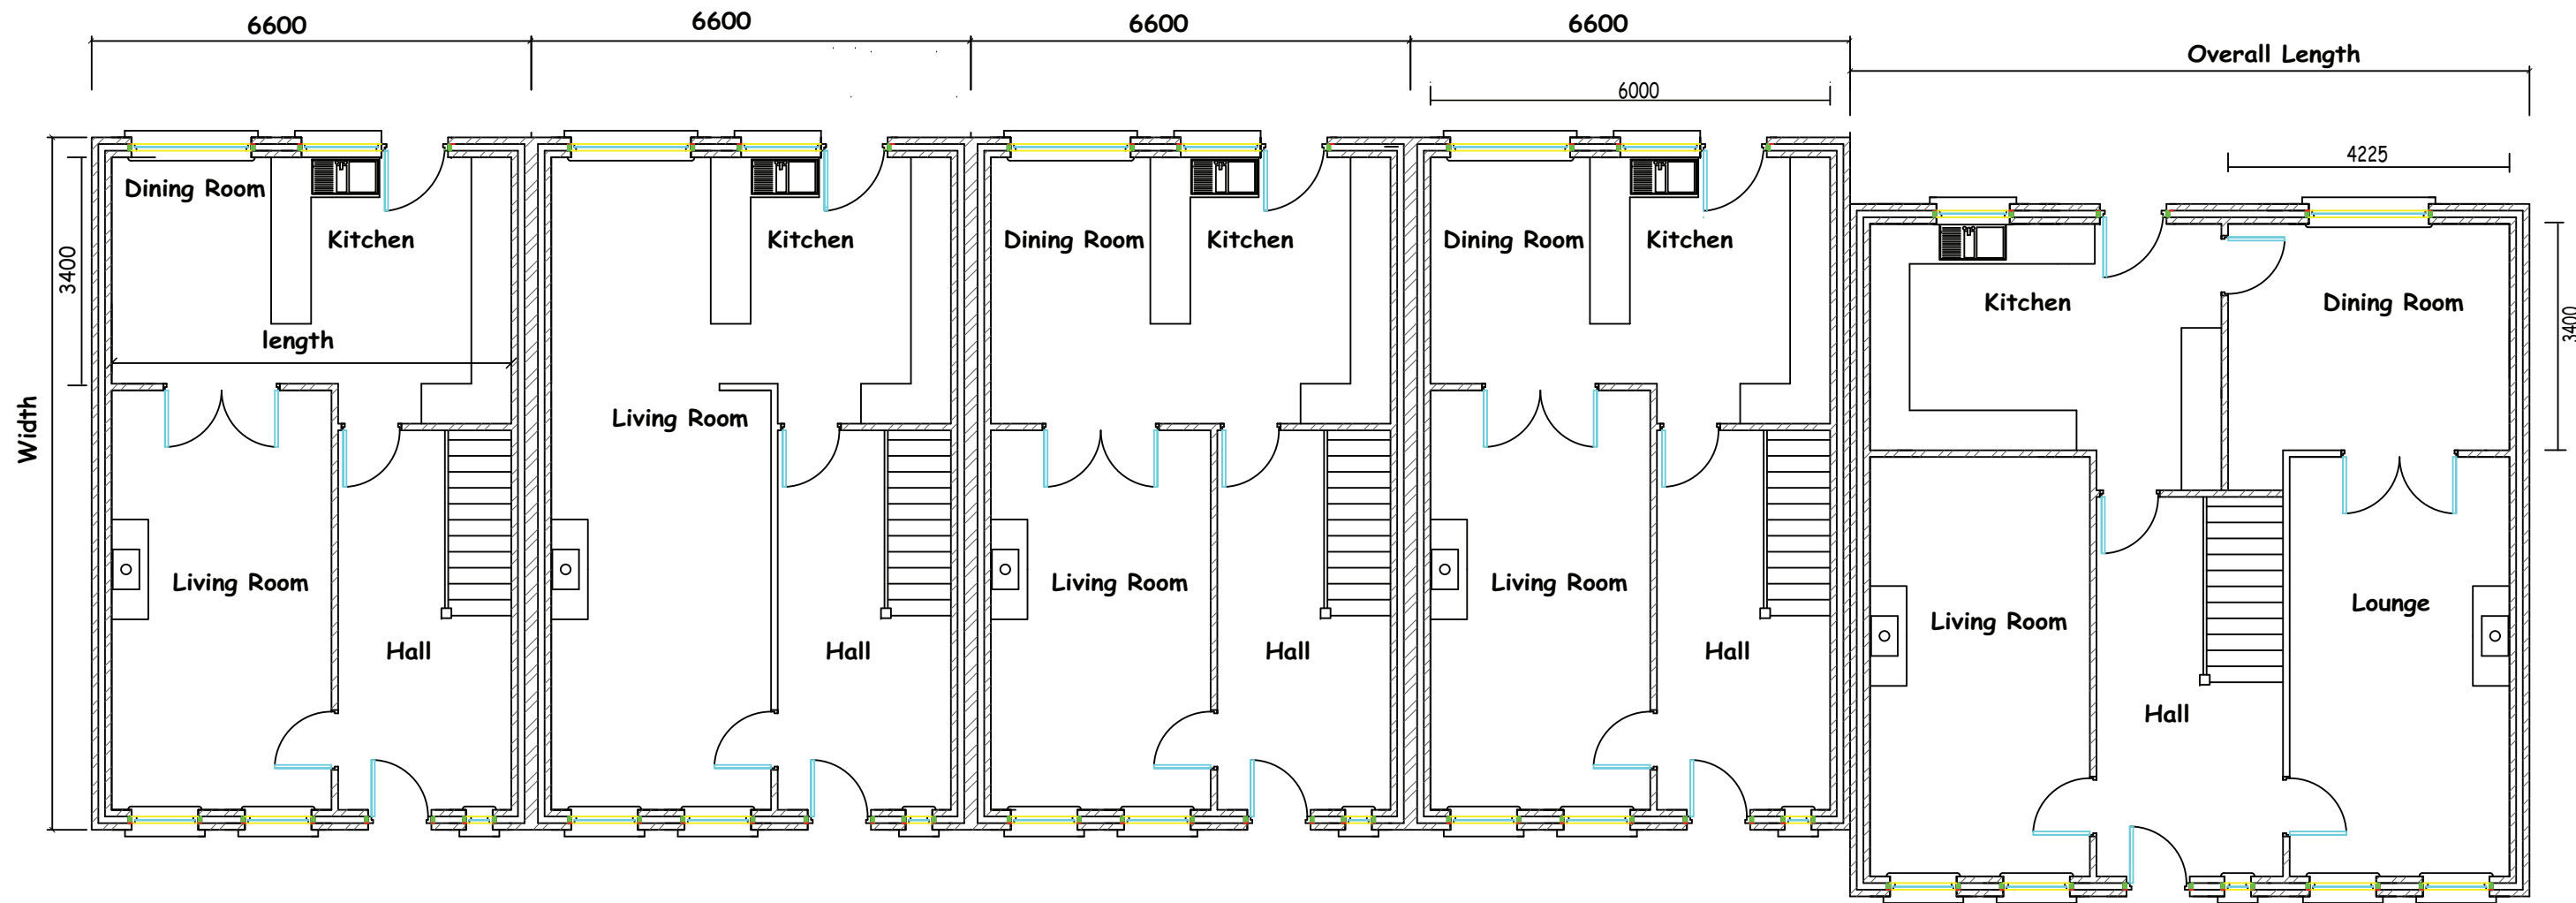 6600
6600
6600
6600
Overall Length
6000
4225
Dining Room
Kitchen
Kitchen
Dining Room
Kitchen
Dining Room
Kitchen
Kitchen
Dining Room
3400
3400
length
Width
Living Room
Living Room
Living Room
Living Room
Living Room
Lounge
Hall
Hall
Hall
Hall
Hall